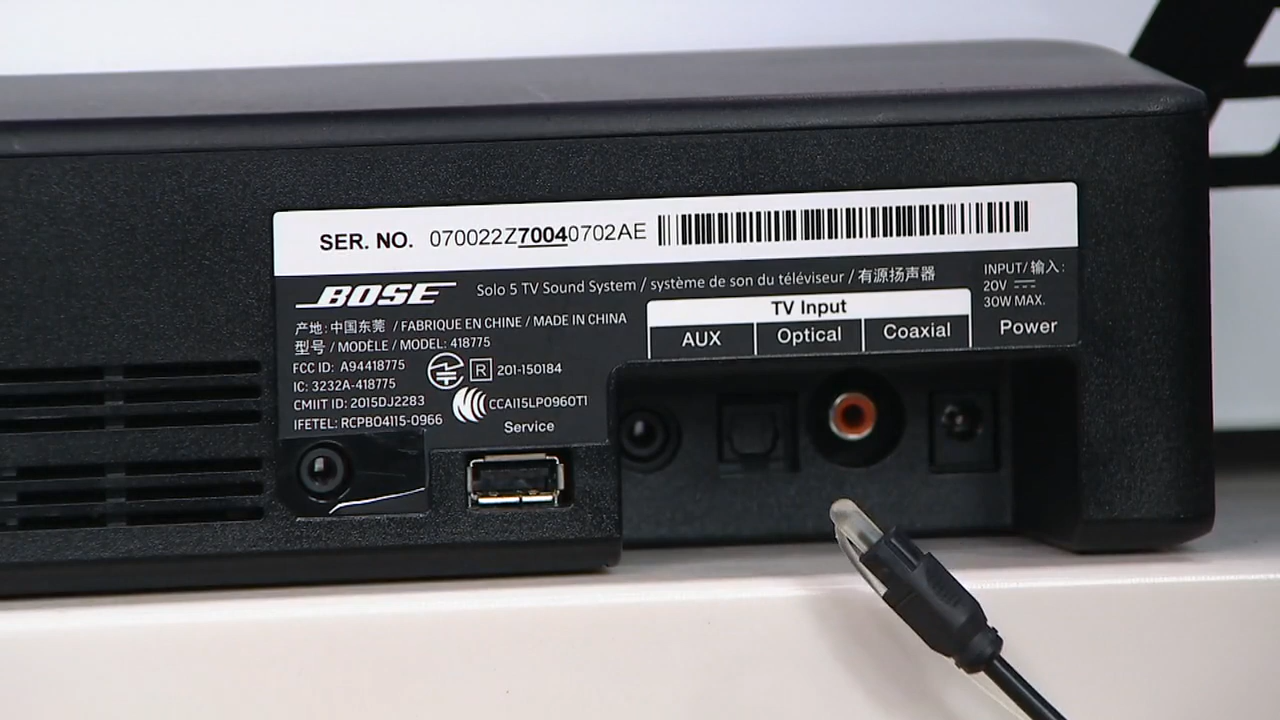 SER. NO. 070022Z70040702AE
BOSE Solo 5 TV Sound System / système de son du téléviseur / 有源扬声器
产地: 中国东莞 / FABRIQUE EN CHINE / MADE IN CHINA
型号 / MODÈLE / MODEL: 418775
FCC ID: A94418775
IC: 3232A-418775
CMIIT ID: 2015DJ2283
IFETEL: RCPBO4115-0966
R 201-150184
CCAI15LP0960T1
Service
TV Input
AUX Optical Coaxial
INPUT/输入:
20V
30W MAX.
Power